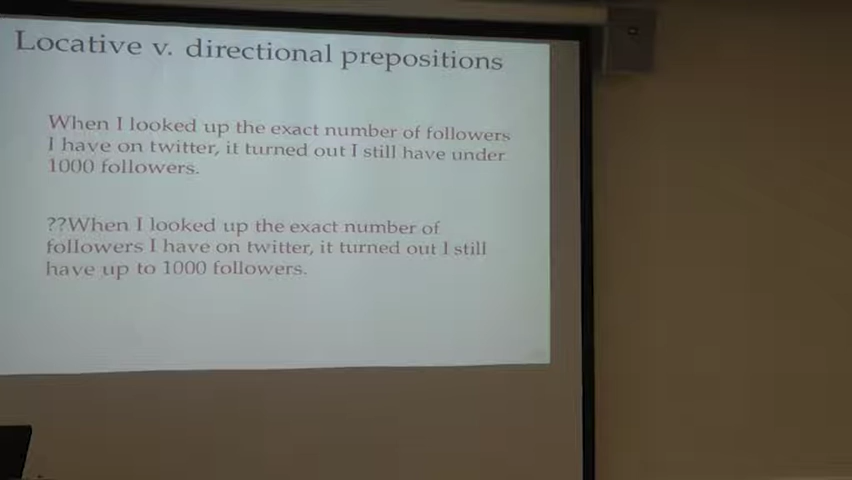 Locative v. directional prepositions
When I looked up the exact number of followers
I have on twitter, it turned out I still have under
1000 followers.
??When I looked up the exact number of
followers I have on twitter, it turned out I still
have up to 1000 followers.